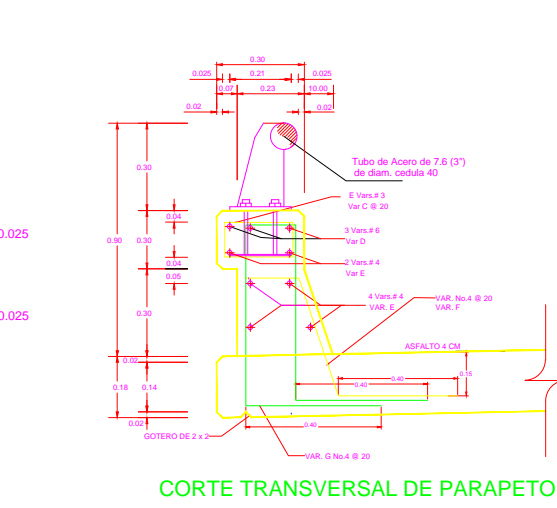 0.30
0.025
0.21
0.025
0.07
0.23
10.00
0.02
0.02
Tubo de Acero de 7.6 (3")
de diam. cedula 40
0.30
E Vars.# 3
Var C @ 20
0.04
0.025
0.90
0.30
3 Vars.# 6
Var D
0.04
2 Vars.# 4
Var E
0.05
4 Vars.# 4
VAR. E
VAR. No.4 @ 20
VAR. F
0.025
0.30
ASFALTO 4 CM
0.02
0.15
0.18
0.14
0.40
0.40
0.02
0.40
GOTERO DE 2 x 2
VAR. G No.4 @ 20
CORTE TRANSVERSAL DE PARAPETO